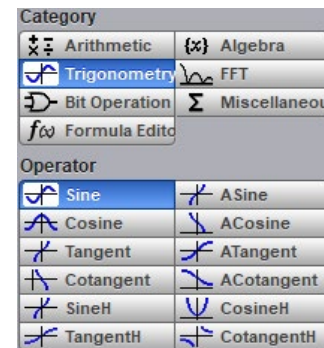 Category
Arithmetic {x} Algebra
Trigonometry FFT
Bit Operation Σ Miscellaneou
fω Formula Edito
Operator
Sine ASine
Cosine ACosine
Tangent ATangent
Cotangent ACotangent
SineH CosineH
TangentH CotangentH